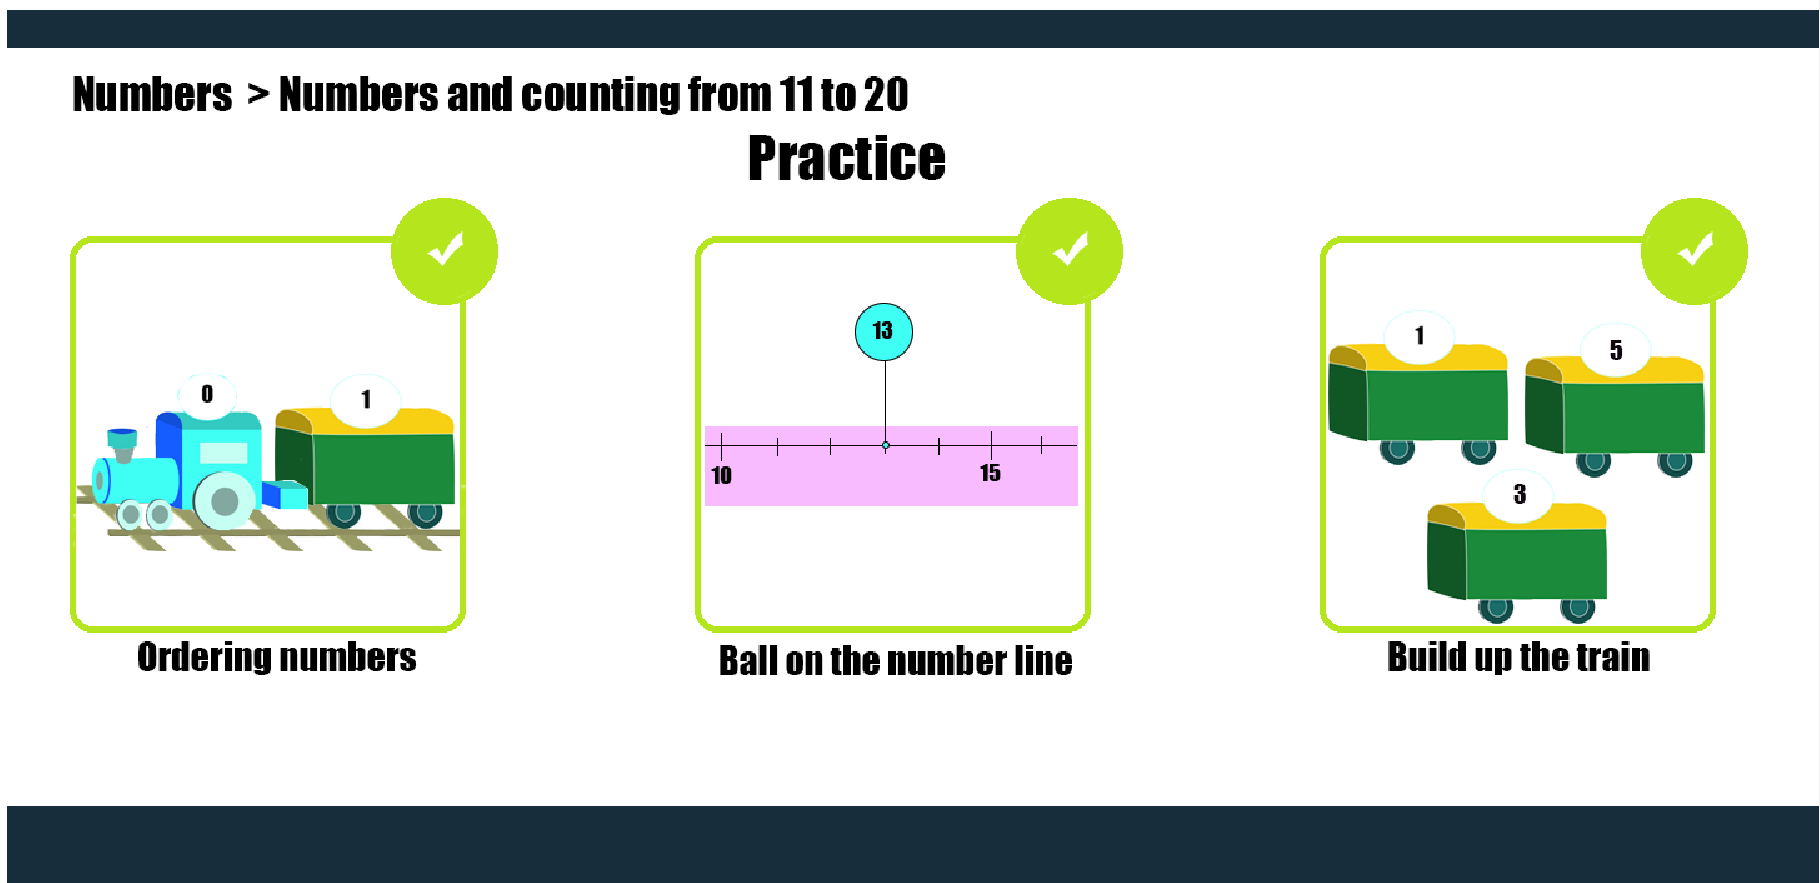 Numbers > Numbers and counting from 11 to 20
Practice
0
1
Ordering numbers
13
10
15
Ball on the number line
1
5
3
Build up the train